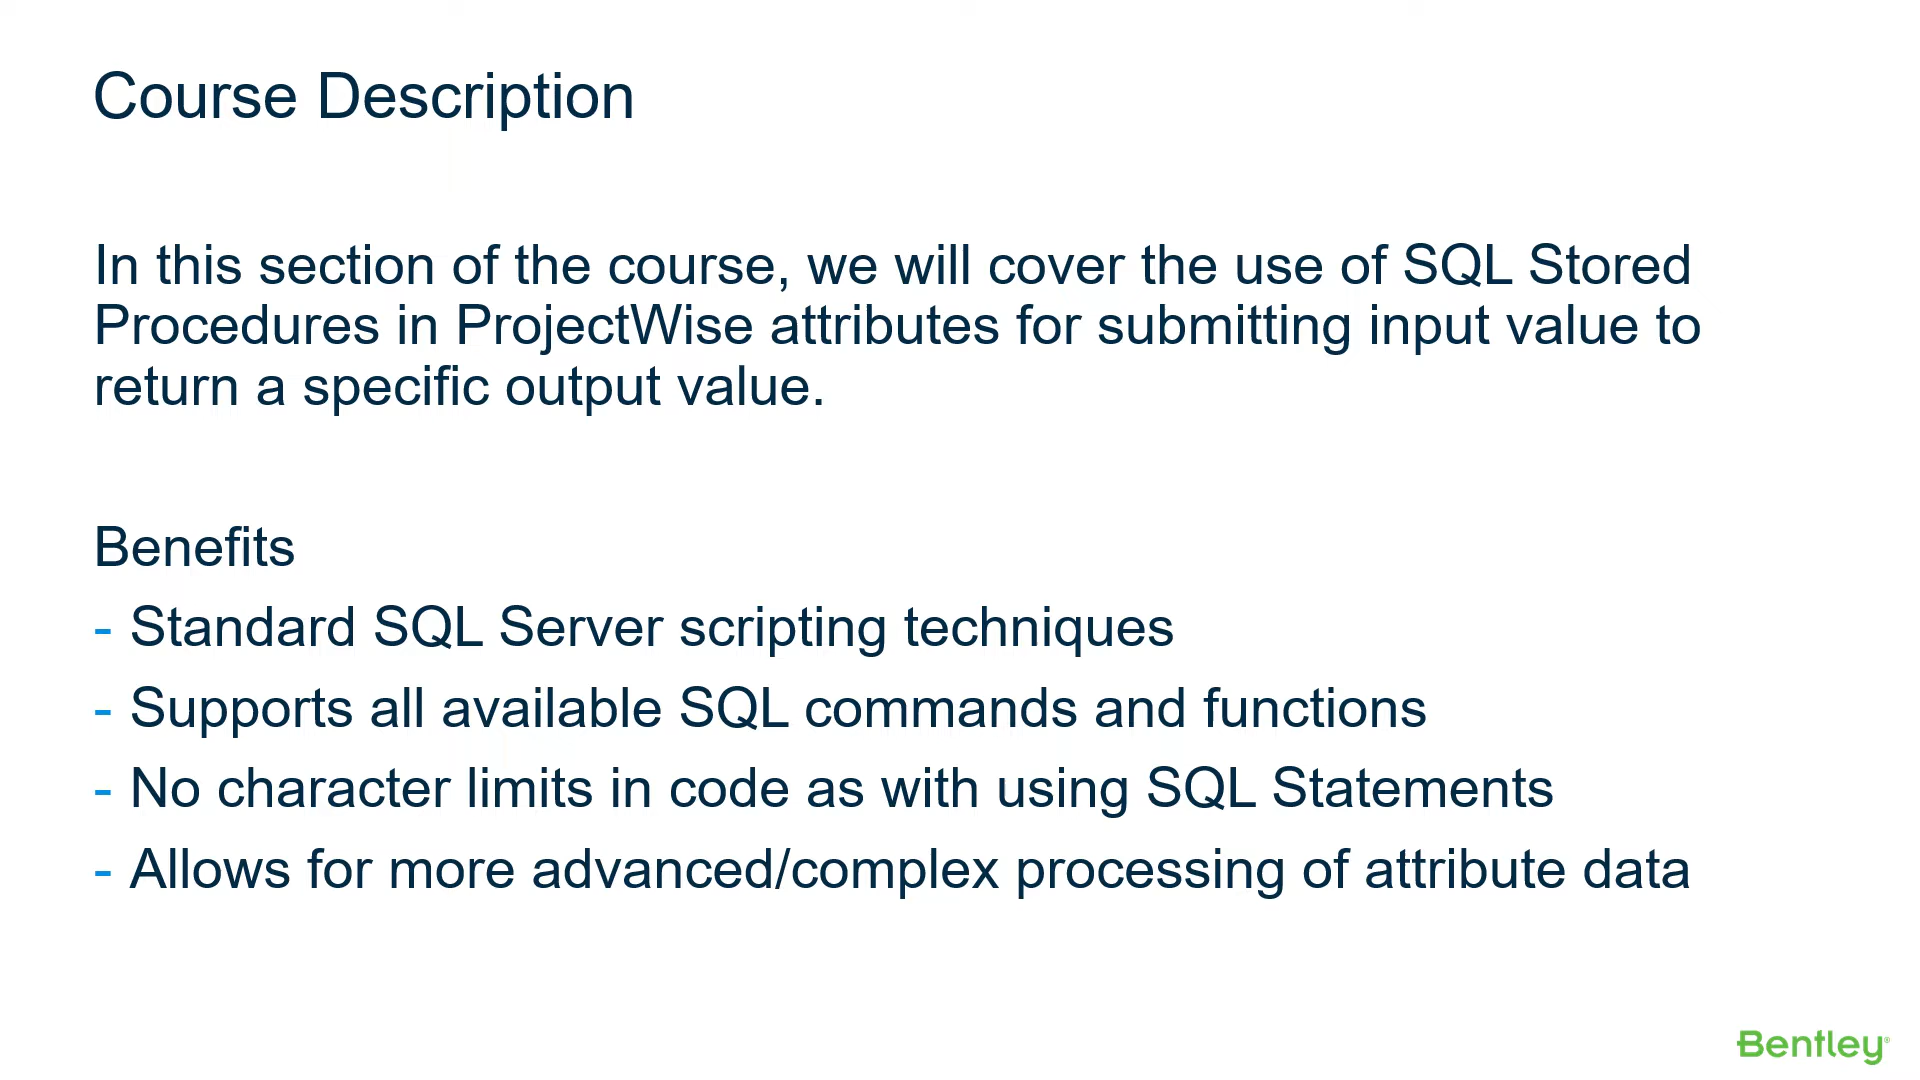 Course Description
In this section of the course, we will cover the use of SQL Stored
Procedures in ProjectWise attributes for submitting input value to
return a specific output value.
Benefits
- Standard SQL Server scripting techniques
- Supports all available SQL commands and functions
- No character limits in code as with using SQL Statements
- Allows for more advanced/complex processing of attribute data
Bentley®